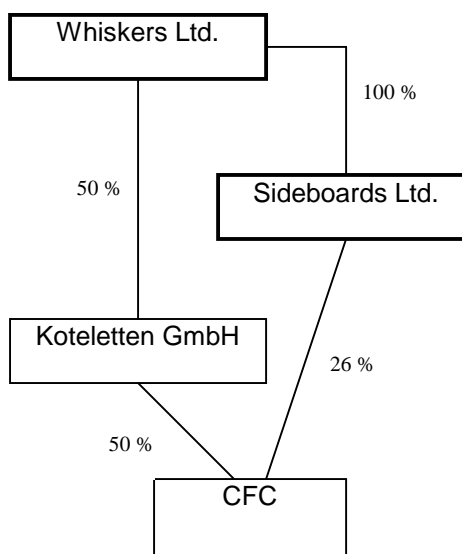 Whiskers Ltd.
100 %
50 %
Sideboards Ltd.
Koteletten GmbH
26 %
50 %
CFC